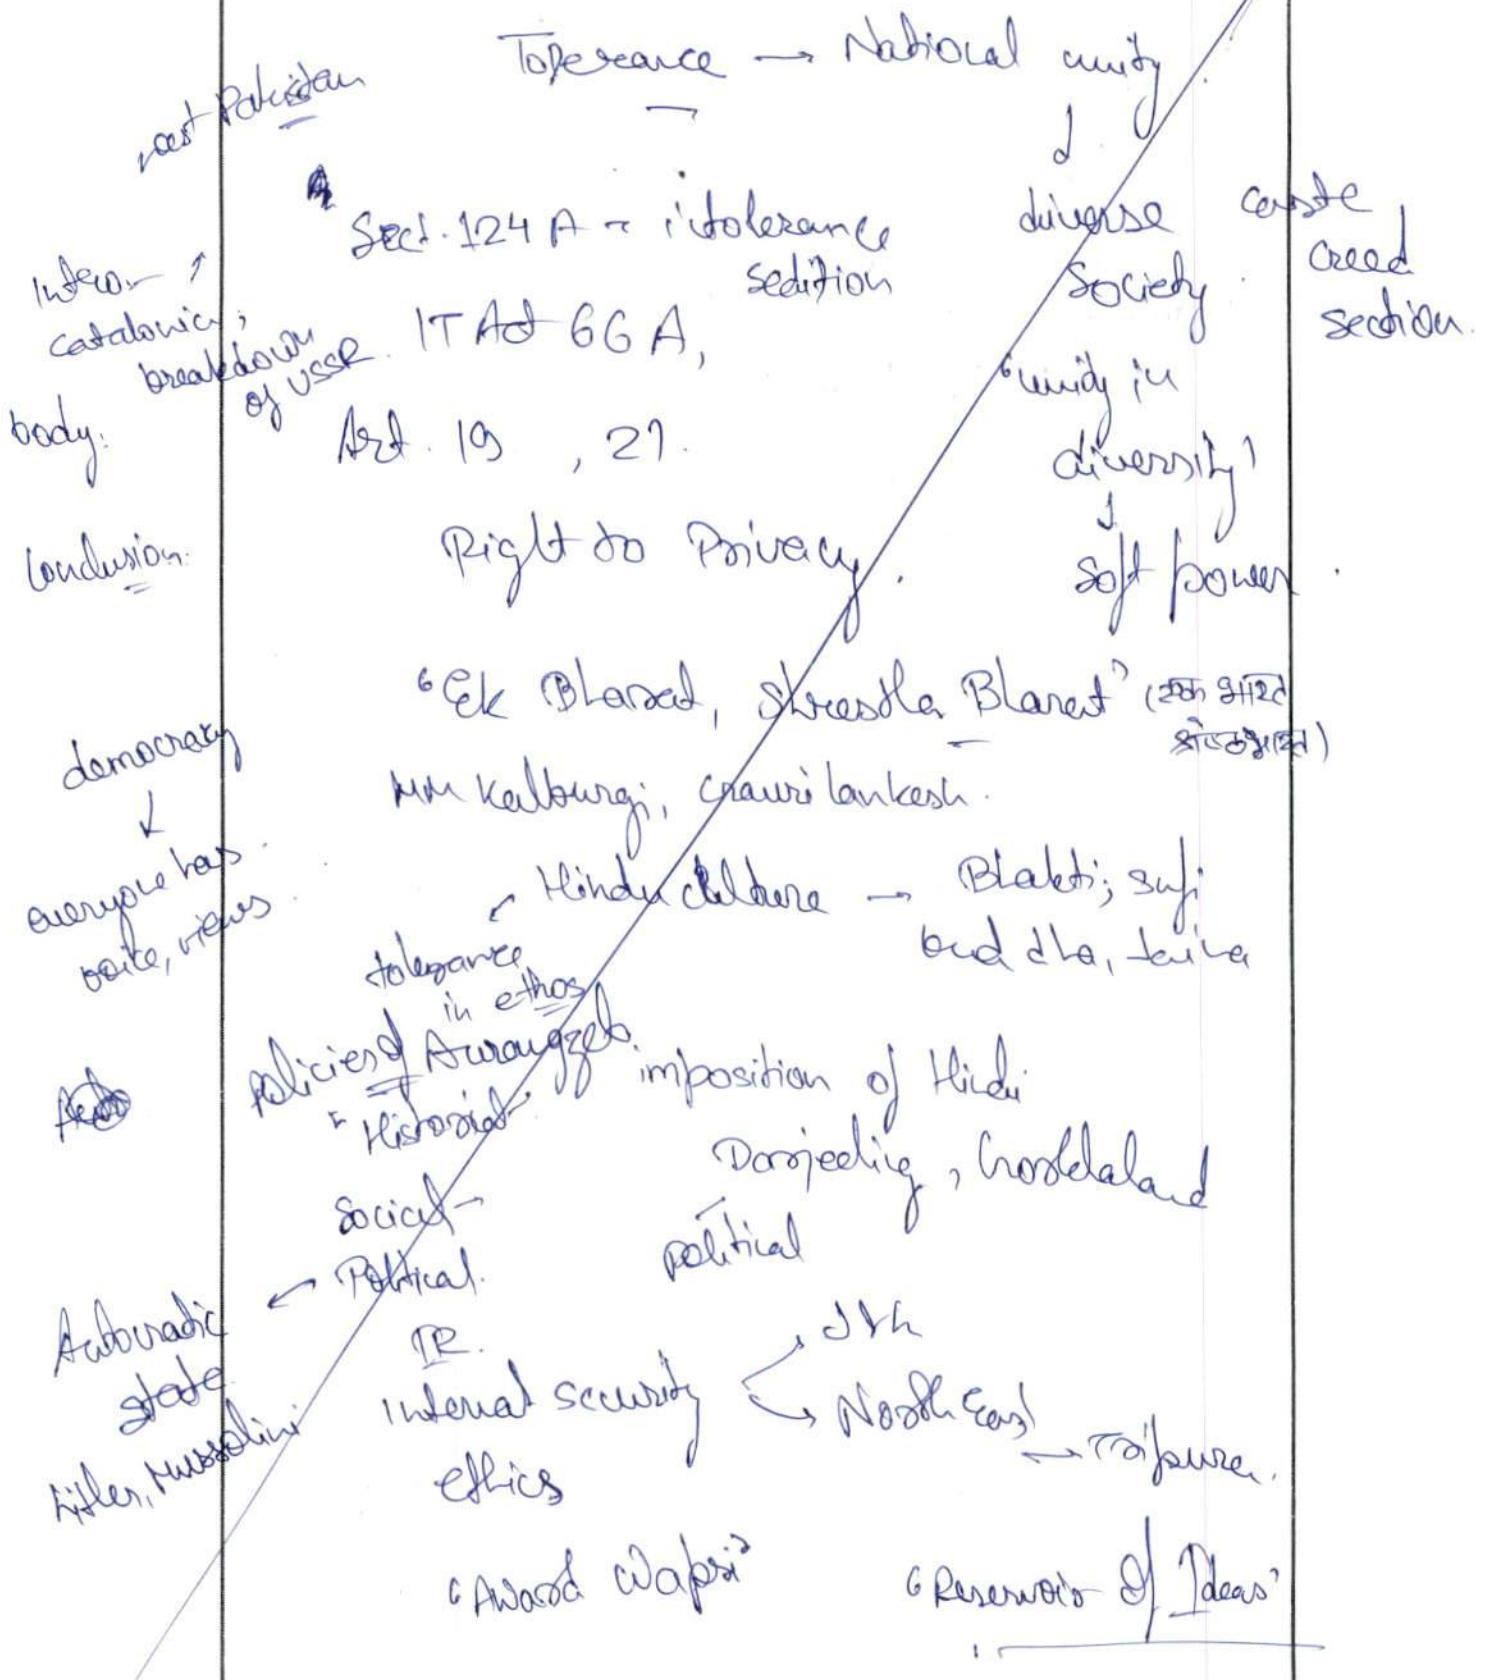 Tolerance → National unity
east Pakistan
↓
Sect. 124 A - intolerance
sedition
diverse
society
caste
creed
section.
Intro -
catalonia,
breakdown
of USSR
IT Act 66 A,
'unity in
diversity'
↓
soft power
body:
Art. 19, 21.
Conclusion:
Right to Privacy
'Ek Bharat, Shrestha Bharat' (एक भारत
श्रेष्ठ भारत)
democracy
↓
everyone has
voice, views
MM Kalburgi, Gauri lankesh.
Hindu culture → Bhakti, sufi
buddha, Jaina
tolerance
in ethos
policies of Aurangzeb
Historical -
imposition of Hindi
Darjeeling, Gorkhaland
political
Social -
Political.
Autocratic
state
hitler, Mussolini
IR.
internal security
J&K
North East → Tripura.
ethics
'Award Wapsi'
'Reservoir Of Ideas'